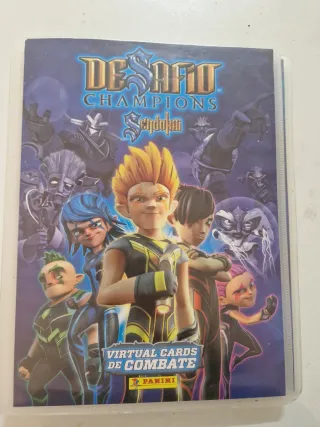 DESAFIO
CHAMPIONS
Sendokai
VIRTUAL CARDS
DE COMBATE
PANINI